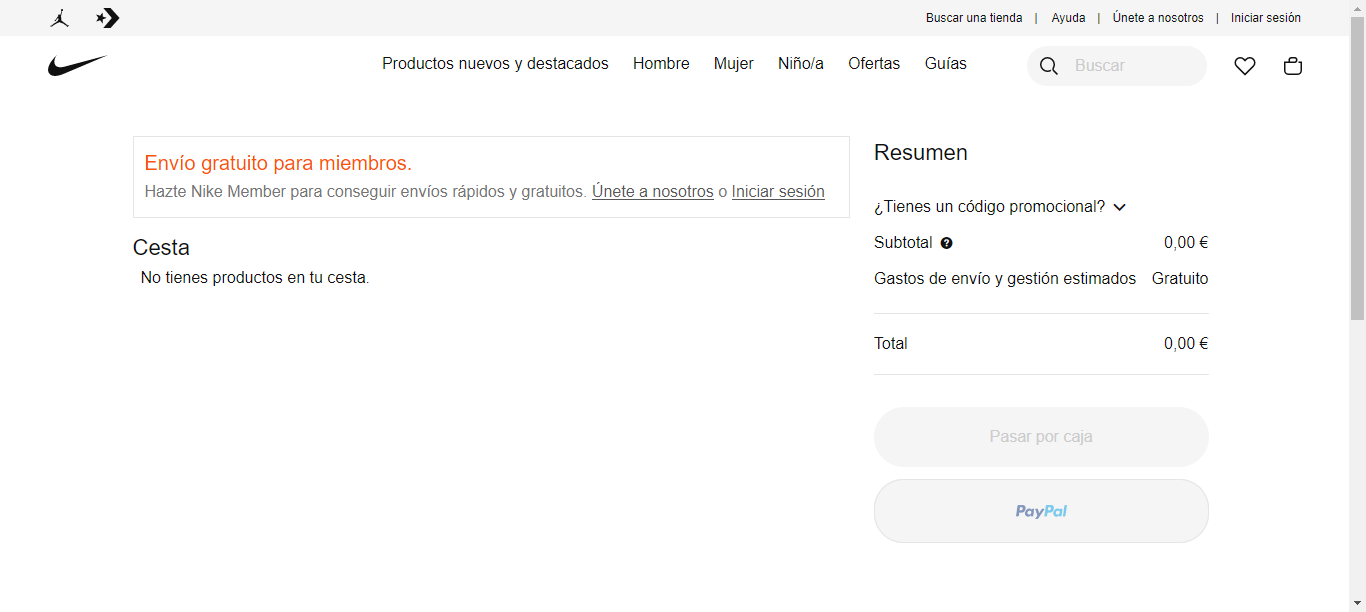 Buscar una tienda | Ayuda | Únete a nosotros | Iniciar sesión
Productos nuevos y destacados Hombre Mujer Niño/a Ofertas Guías Buscar
Envío gratuito para miembros.
Hazte Nike Member para conseguir envíos rápidos y gratuitos. Únete a nosotros o Iniciar sesión
Cesta
No tienes productos en tu cesta.
Resumen
¿Tienes un código promocional?
Subtotal ? 0,00 €
Gastos de envío y gestión estimados Gratuito
Total 0,00 €
Pasar por caja
PayPal